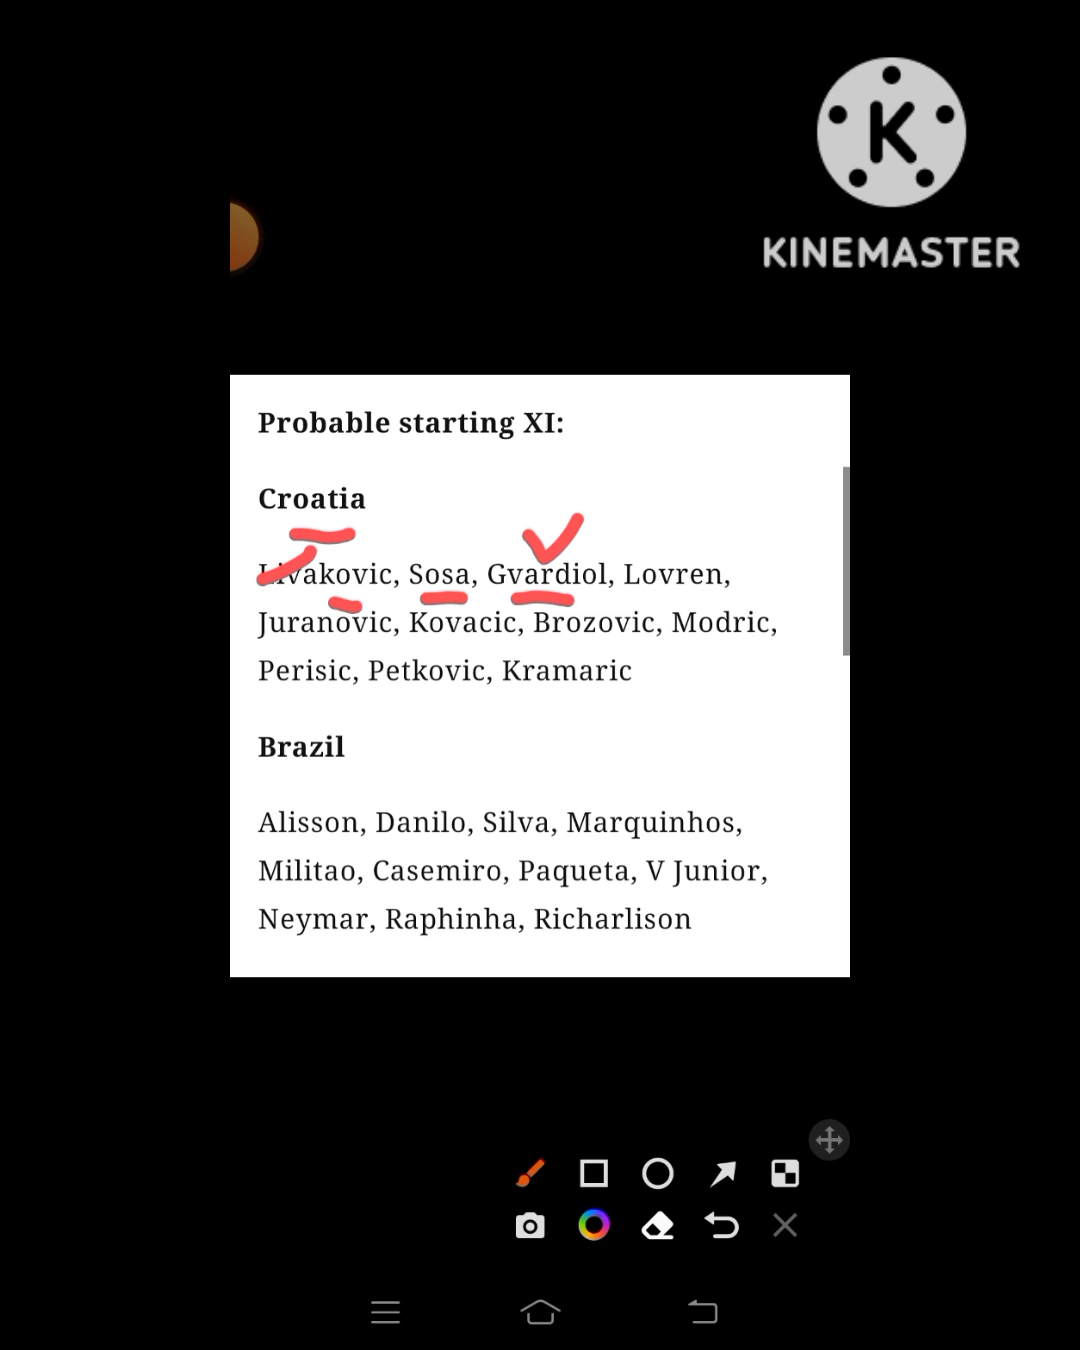 KINEMASTER
Probable starting XI:
Croatia
Livakovic, Sosa, Gvardiol, Lovren,
Juranovic, Kovacic, Brozovic, Modric,
Perisic, Petkovic, Kramaric
Brazil
Alisson, Danilo, Silva, Marquinhos,
Militao, Casemiro, Paqueta, V Junior,
Neymar, Raphinha, Richarlison